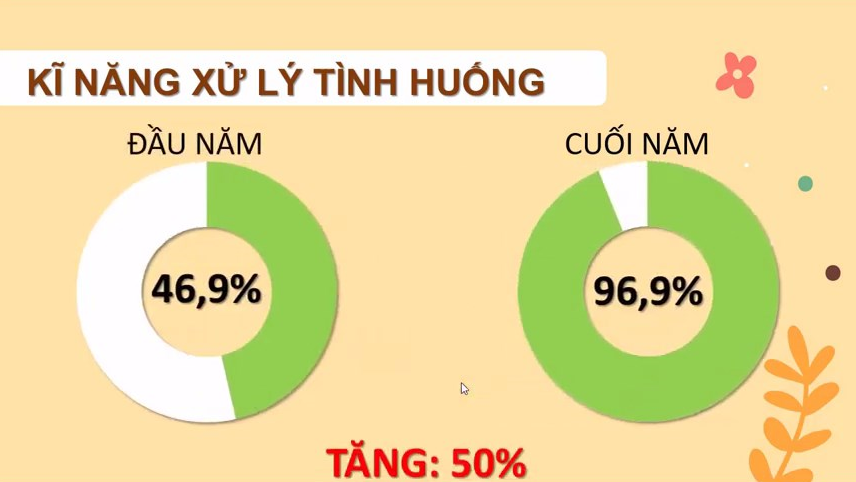 KĨ NĂNG XỬ LÝ TÌNH HUỐNG
ĐẦU NĂM
CUỐI NĂM
46,9%
96,9%
TĂNG: 50%